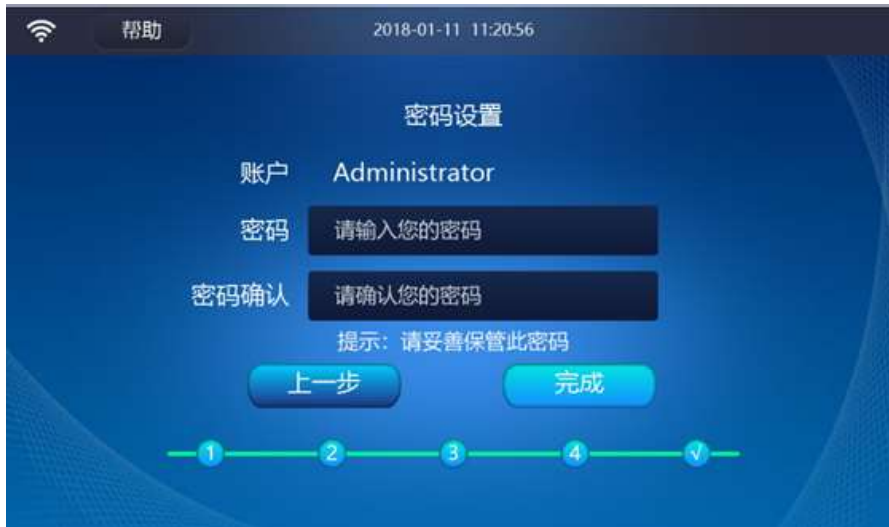 帮助 2018-01-11 11:20:56
密码设置
账户 Administrator
密码 请输入您的密码
密码确认 请确认您的密码
提示：请妥善保管此密码
上一步 完成
1 2 3 4 √